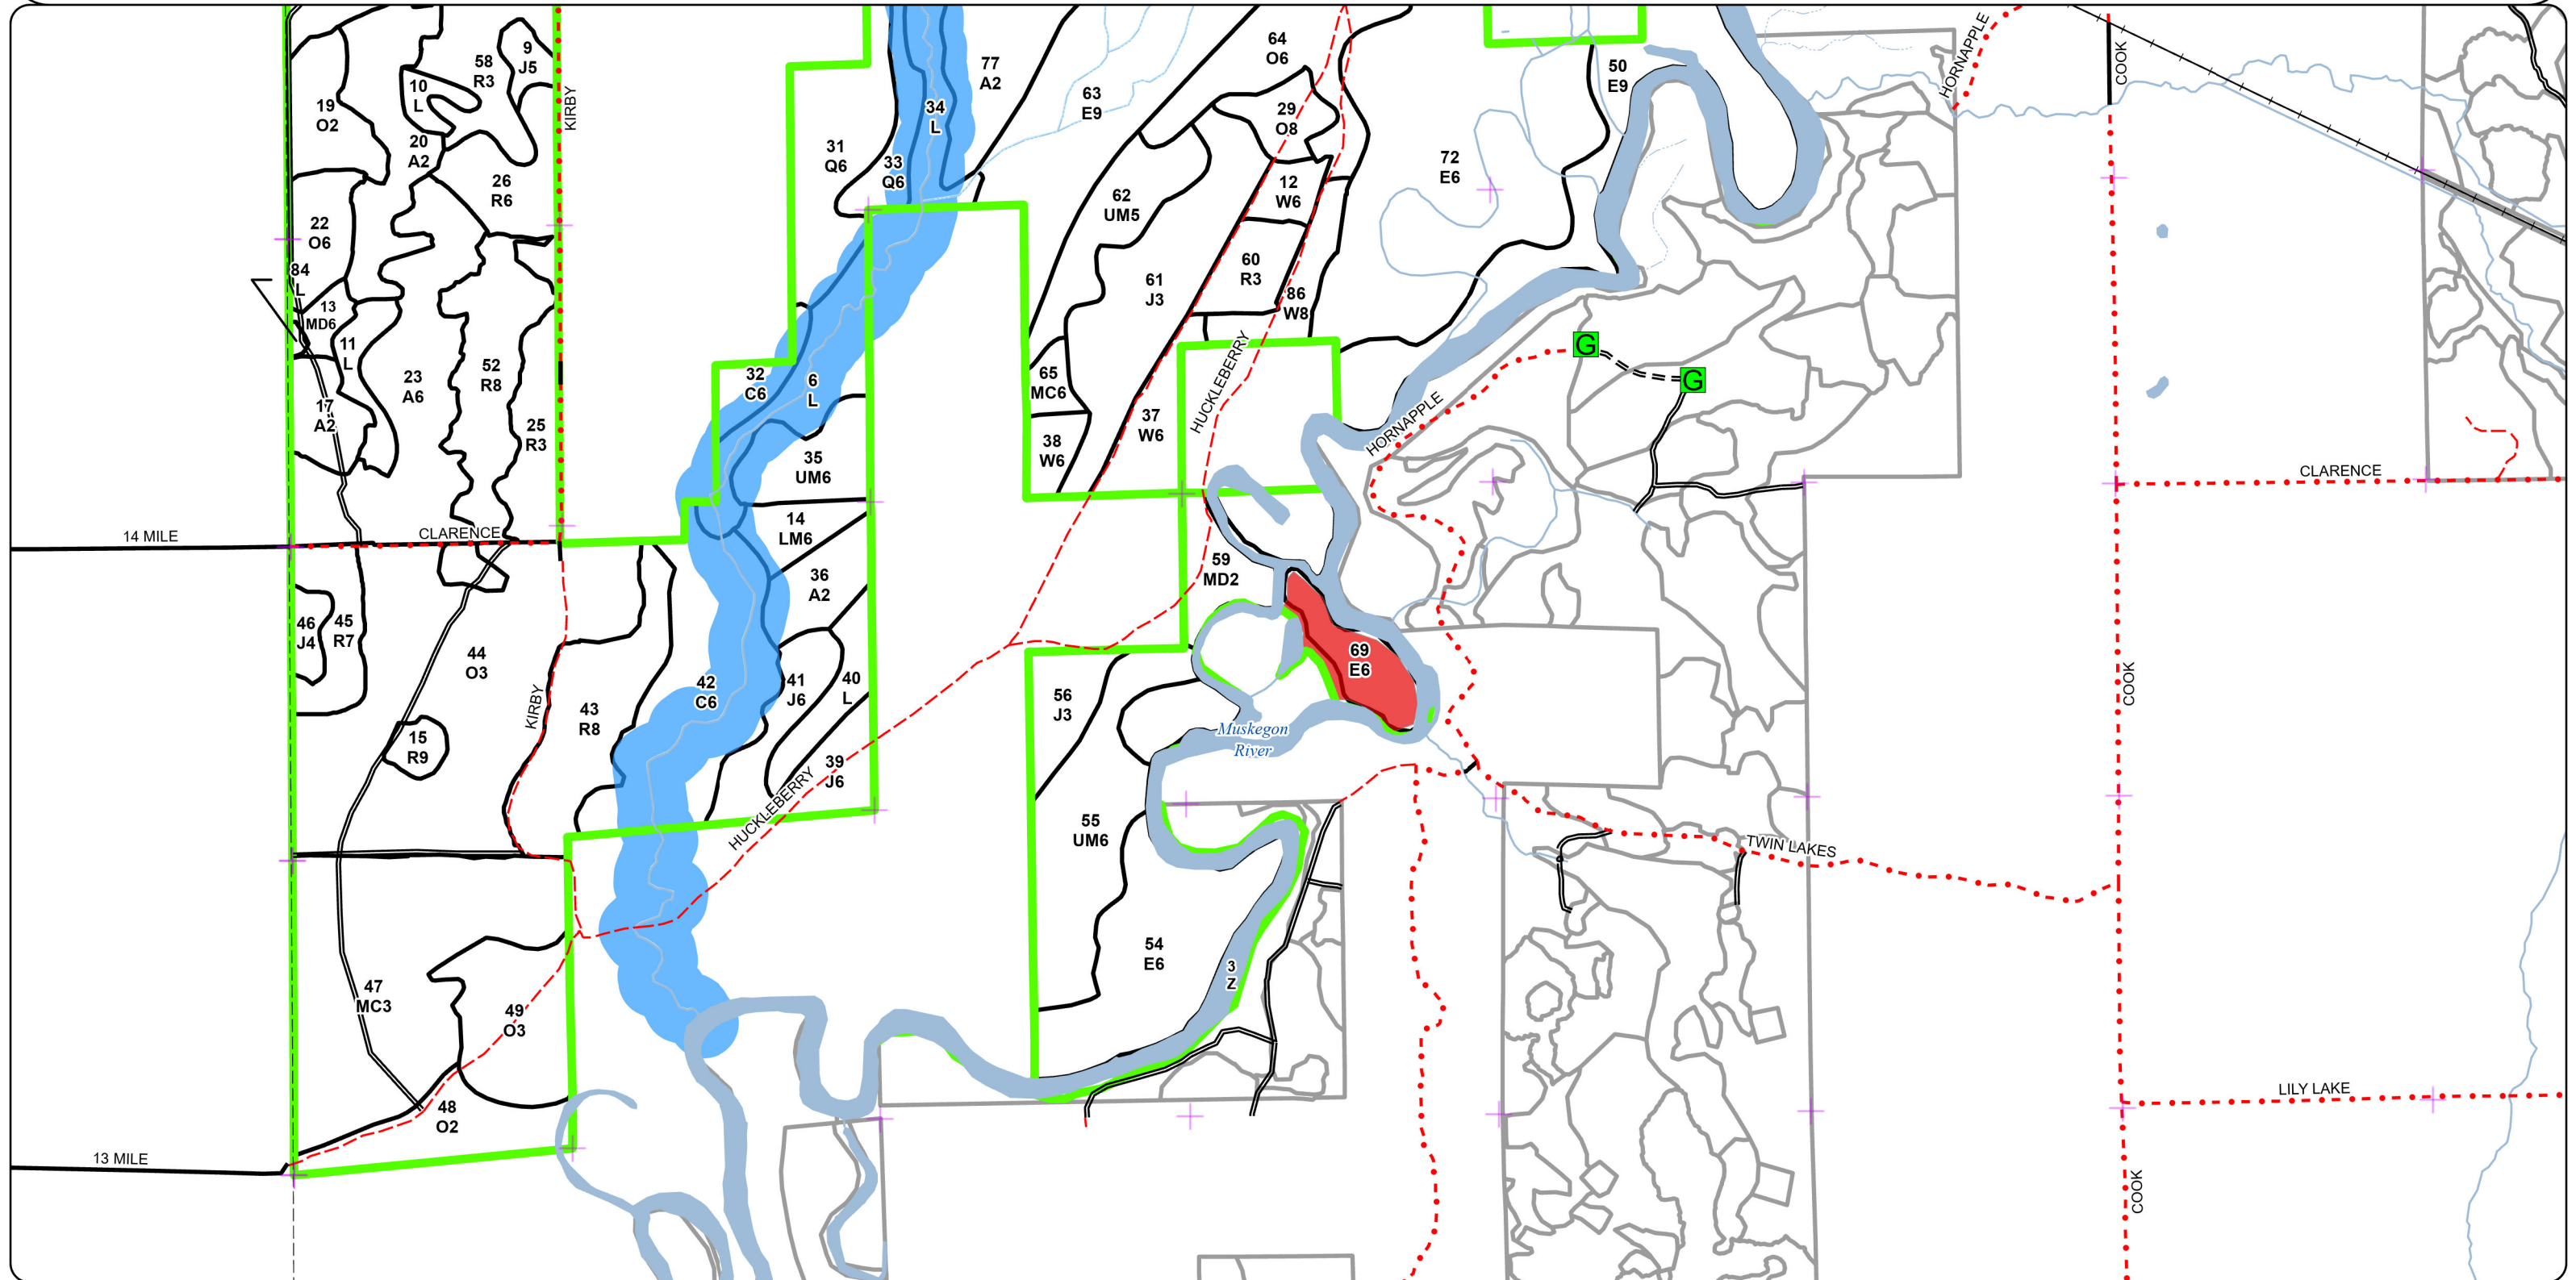 9
J5
58
R3
10
L
19
O2
20
A2
26
R6
22
O6
84
L
13
MD6
11
L
17
A2
23
A6
52
R8
25
R3
KIRBY
31
Q6
33
Q6
34
L
77
A2
63
E9
64
O6
29
O8
12
W6
62
UM5
61
J3
60
R3
86
W8
72
E6
50
E9
HORNAPPLE
COOK
32
C6
6
L
65
MC6
38
W6
37
W6
HUCKLEBERRY
HORNAPPLE
G
G
35
UM6
14
LM6
36
A2
14 MILE
CLARENCE
CLARENCE
59
MD2
46
J4
45
R7
44
O3
KIRBY
43
R8
42
C6
41
J6
40
L
39
J6
HUCKLEBERRY
56
J3
69
E6
Muskegon
River
COOK
15
R9
55
UM6
TWIN LAKES
54
E6
3
Z
47
MC3
49
O3
48
O2
13 MILE
LILY LAKE
COOK